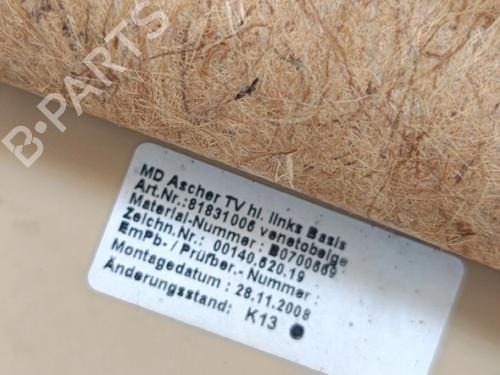 B-PARTS
MD Ascher TV hl. links Basis
Art.Nr.:81831006 venetobeige
Material-Nummer : B0700669
Zeichn.Nr.: 00140.620.19
EmPb-/ Prüfber.- Nummer :
Montagedatum : 28.11.2008
Änderungsstand: K13